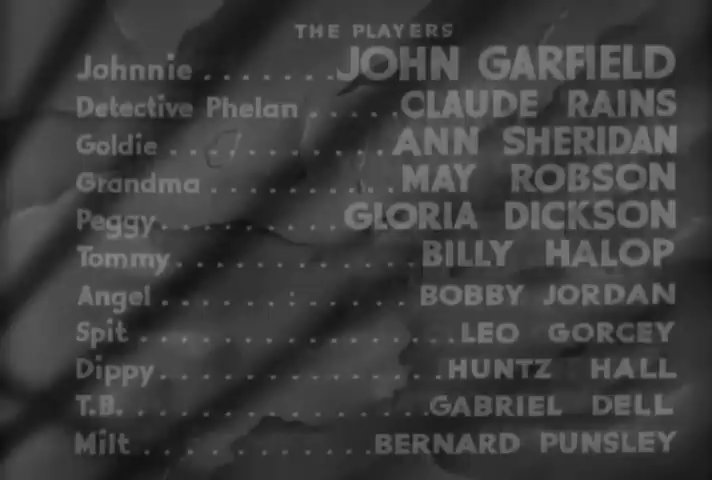 THE PLAYERS
Johnnie.......JOHN GARFIELD
Detective Phelan.....CLAUDE RAINS
Goldie............ANN SHERIDAN
Grandma..........MAY ROBSON
Peggy.........GLORIA DICKSON
Tommy.............BILLY HALOP
Angel.............BOBBY JORDAN
Spit.................LEO GORCEY
Dippy...............HUNTZ HALL
T.B.................GABRIEL DELL
Milt............BERNARD PUNSLEY